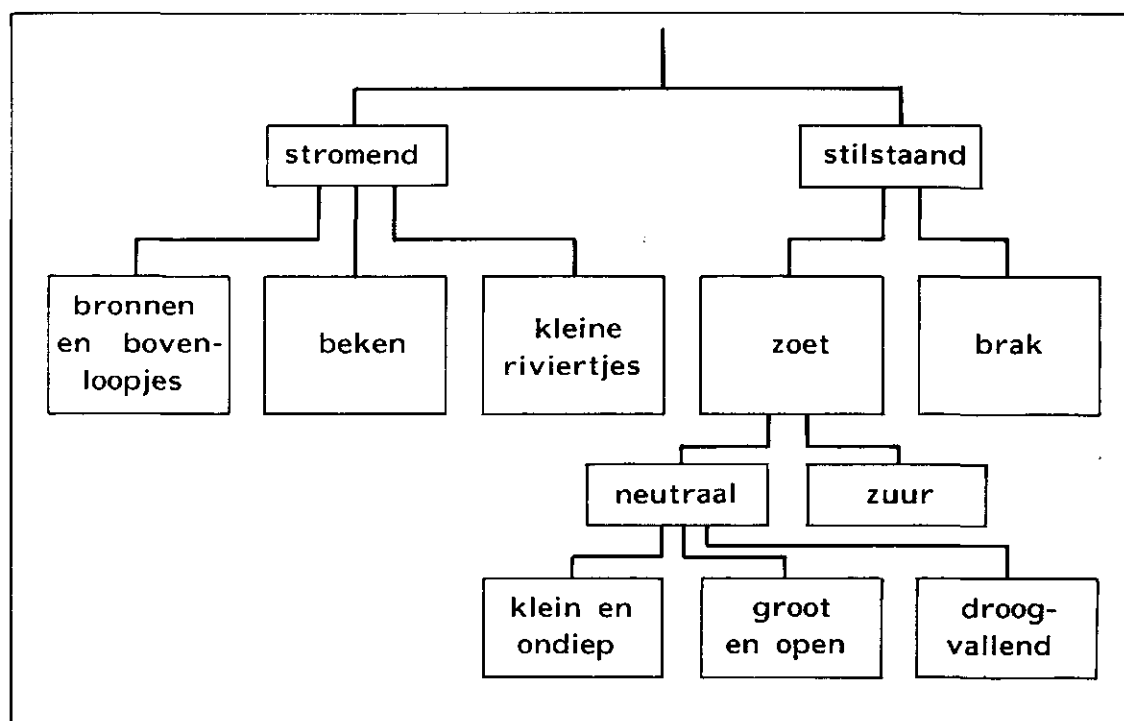 stromend
stilstaand
bronnen
en boven-
loopjes
beken
kleine
riviertjes
zoet
brak
neutraal
zuur
klein en
ondiep
groot
en open
droog-
vallend